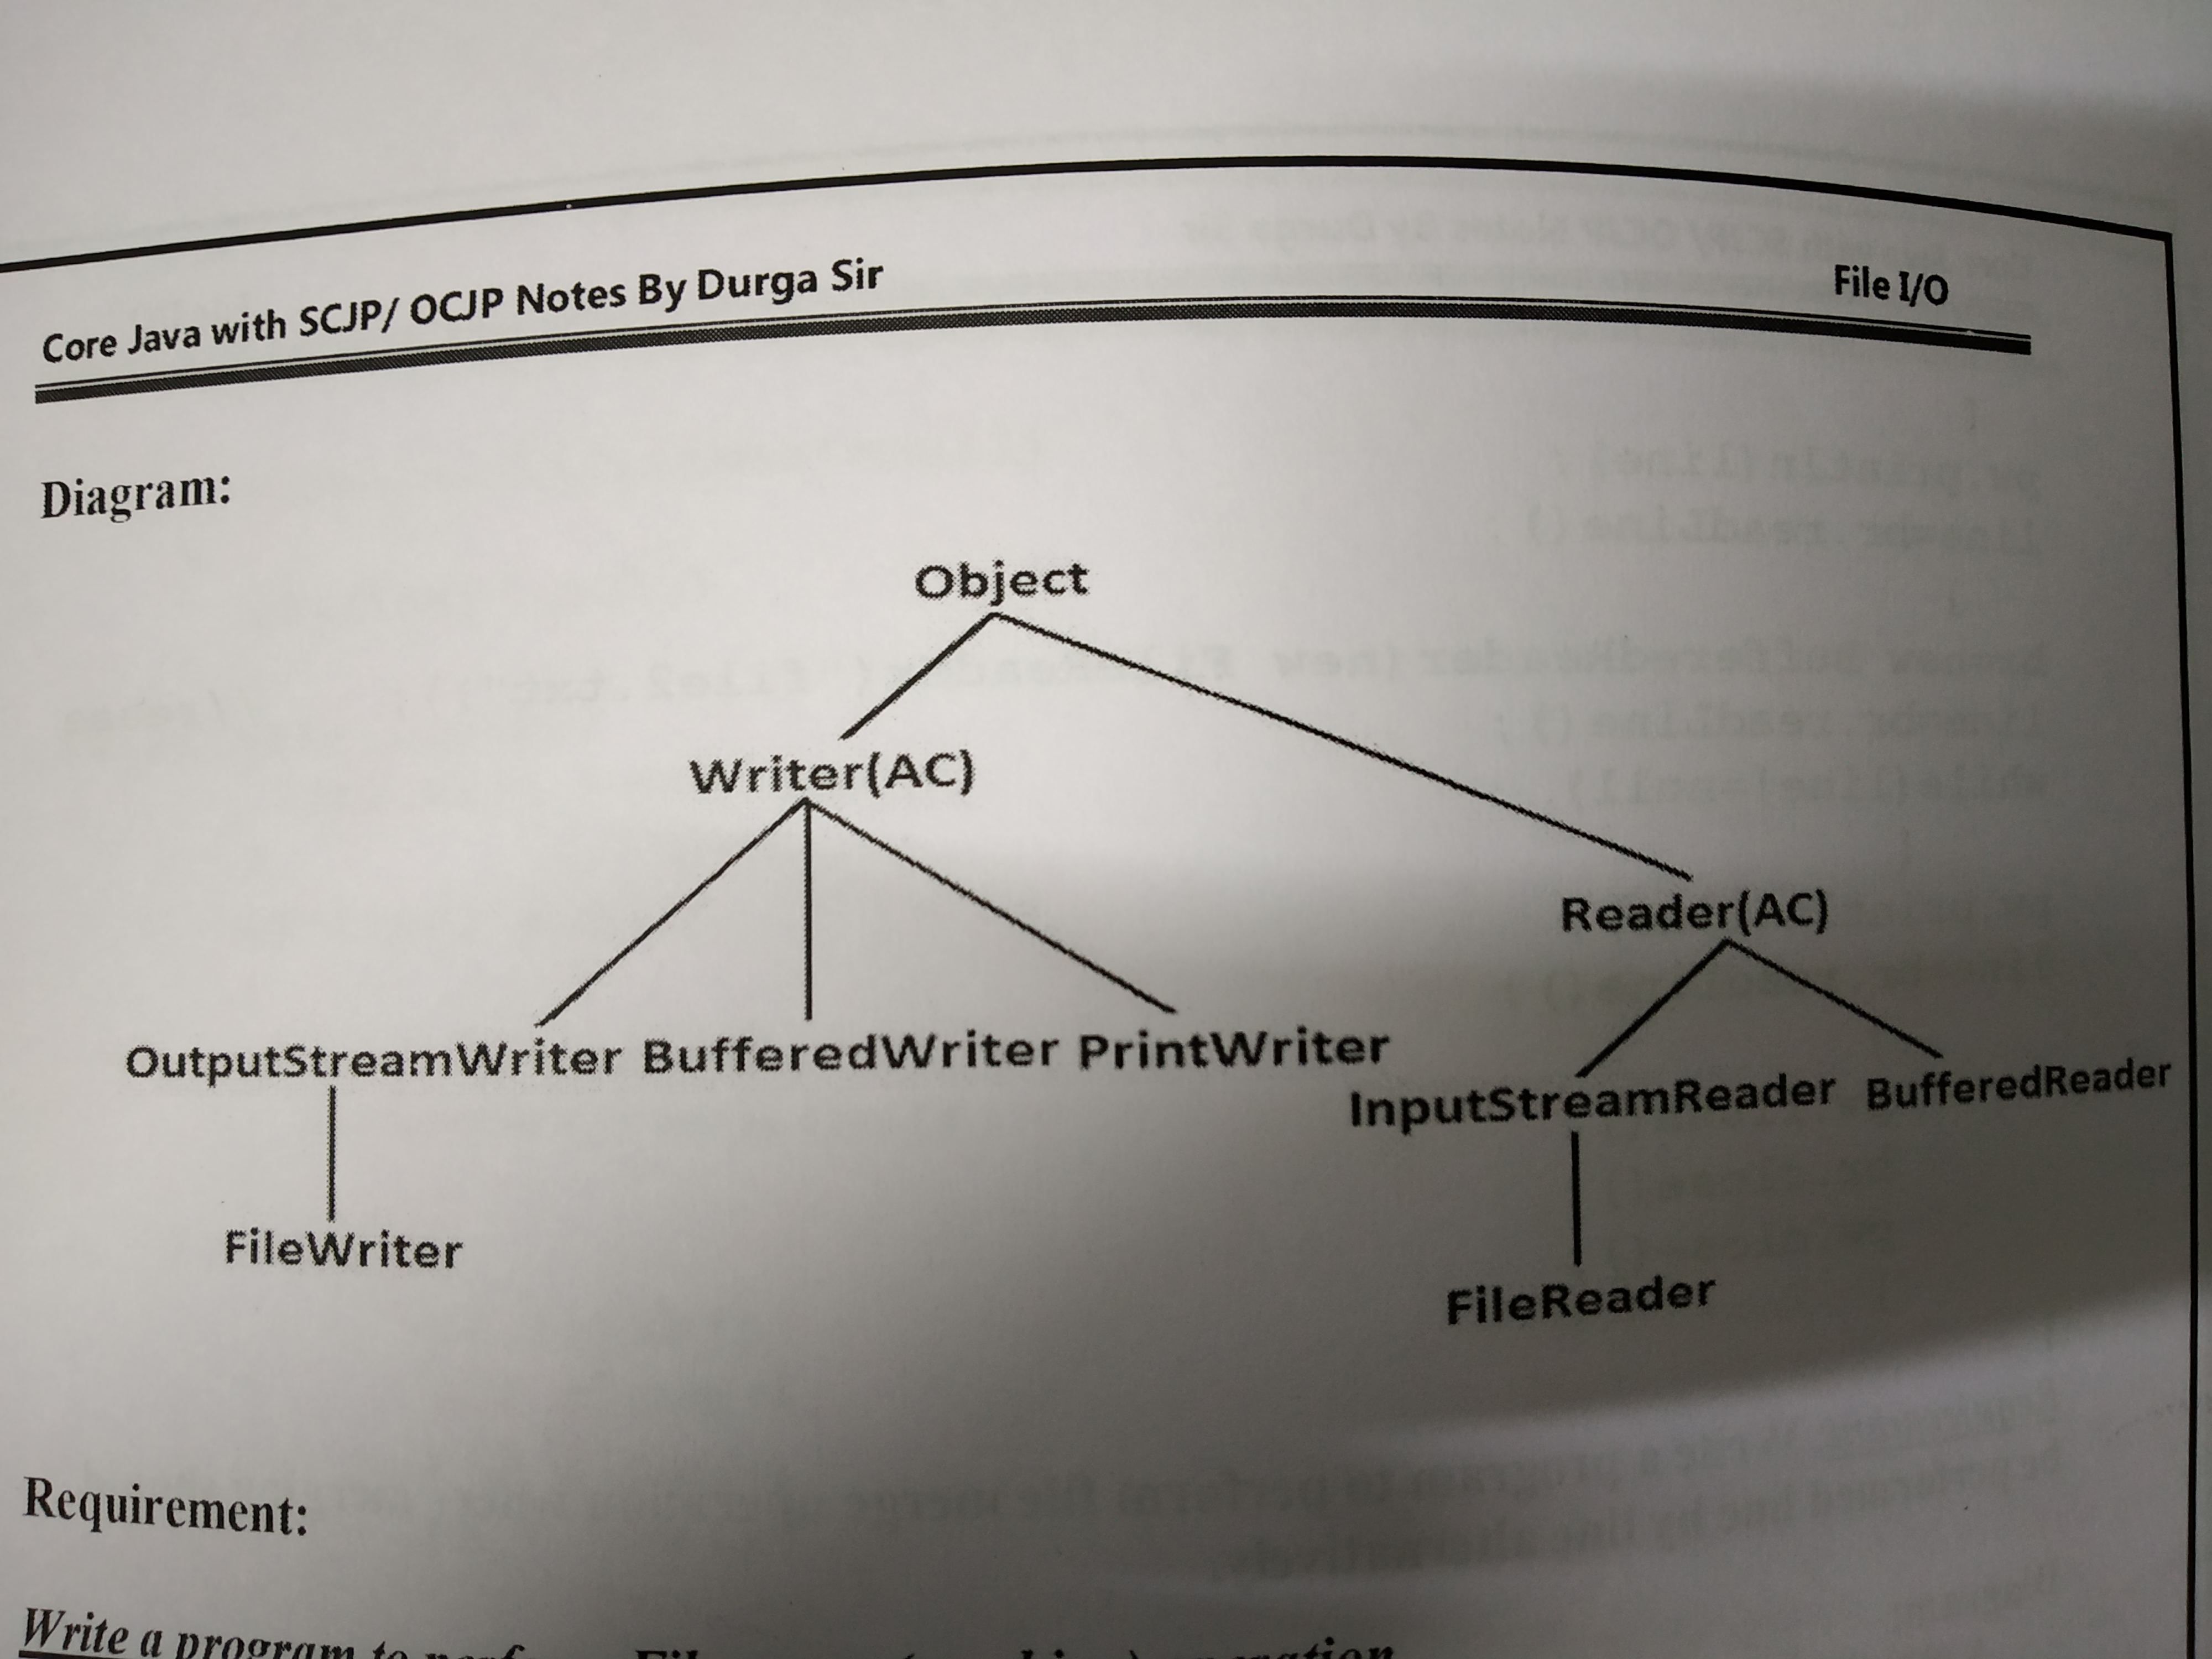 Core Java with SCJP/ OCJP Notes By Durga Sir File I/O
Diagram:
Object
Writer(AC)
Reader(AC)
OutputStreamWriter BufferedWriter PrintWriter
InputStreamReader BufferedReader
FileWriter
FileReader
Requirement:
Write a program to